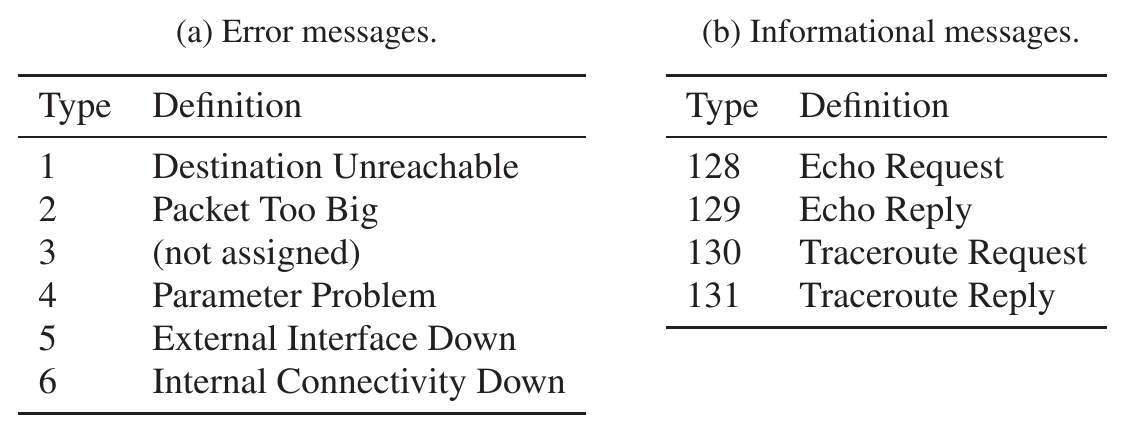 (a) Error messages.
Type Definition
1 Destination Unreachable
2 Packet Too Big
3 (not assigned)
4 Parameter Problem
5 External Interface Down
6 Internal Connectivity Down
(b) Informational messages.
Type Definition
128 Echo Request
129 Echo Reply
130 Traceroute Request
131 Traceroute Reply